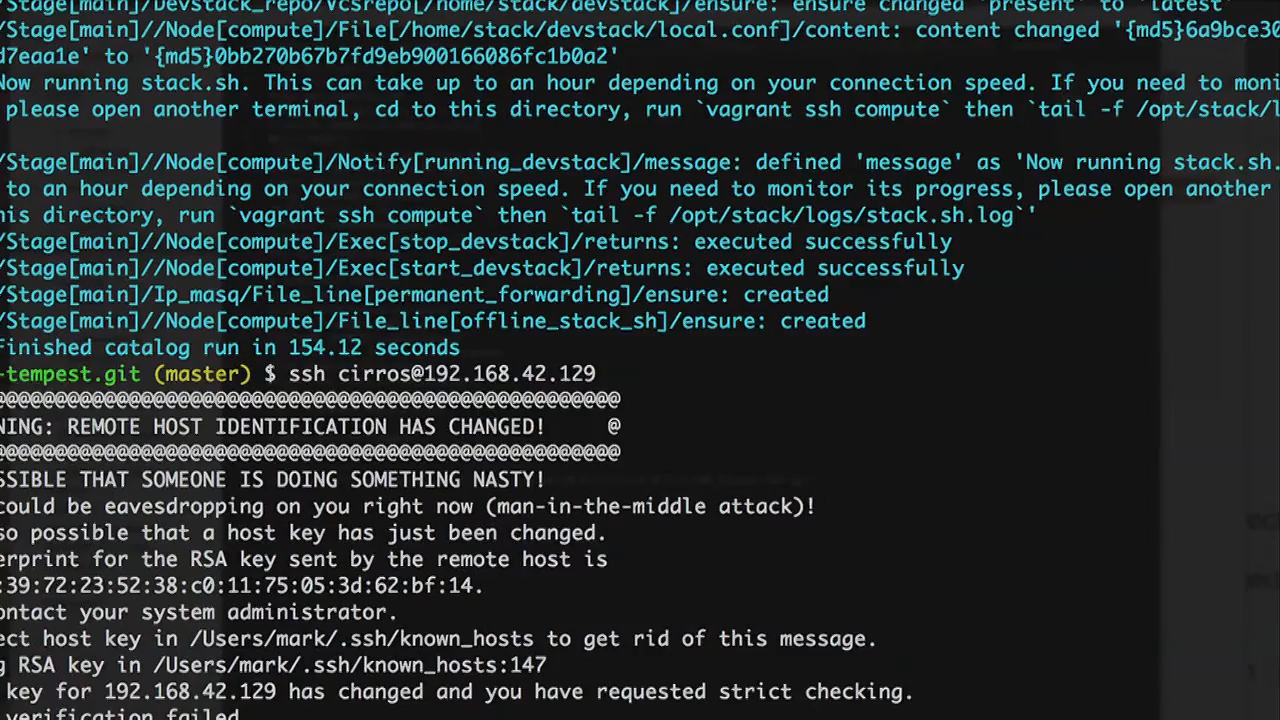 /Stage[main]/Devstack_repo/Vcsrepo[/home/stack/devstack]/ensure: ensure changed 'present' to 'latest'
/Stage[main]//Node[compute]/File[/home/stack/devstack/local.conf]/content: content changed '{md5}6a9bce30
d7eaa1e' to '{md5}0bb270b67b7fd9eb900166086fc1b0a2'
Now running stack.sh. This can take up to an hour depending on your connection speed. If you need to moni
please open another terminal, cd to this directory, run `vagrant ssh compute` then `tail -f /opt/stack/l
/Stage[main]//Node[compute]/Notify[running_devstack]/message: defined 'message' as 'Now running stack.sh.
to an hour depending on your connection speed. If you need to monitor its progress, please open another
his directory, run `vagrant ssh compute` then `tail -f /opt/stack/logs/stack.sh.log`'
/Stage[main]//Node[compute]/Exec[stop_devstack]/returns: executed successfully
/Stage[main]//Node[compute]/Exec[start_devstack]/returns: executed successfully
/Stage[main]/Ip_masq/File_line[permanent_forwarding]/ensure: created
/Stage[main]//Node[compute]/File_line[offline_stack_sh]/ensure: created
Finished catalog run in 154.12 seconds
-tempest.git (master) $ ssh cirros@192.168.42.129
@@@@@@@@@@@@@@@@@@@@@@@@@@@@@@@@@@@@@@@@@@@@@@@@@@@
NING: REMOTE HOST IDENTIFICATION HAS CHANGED!     @
@@@@@@@@@@@@@@@@@@@@@@@@@@@@@@@@@@@@@@@@@@@@@@@@@@@
SSIBLE THAT SOMEONE IS DOING SOMETHING NASTY!
could be eavesdropping on you right now (man-in-the-middle attack)!
so possible that a host key has just been changed.
erprint for the RSA key sent by the remote host is
:39:72:23:52:38:c0:11:75:05:3d:62:bf:14.
ontact your system administrator.
ect host key in /Users/mark/.ssh/known_hosts to get rid of this message.
g RSA key in /Users/mark/.ssh/known_hosts:147
key for 192.168.42.129 has changed and you have requested strict checking.
verification failed